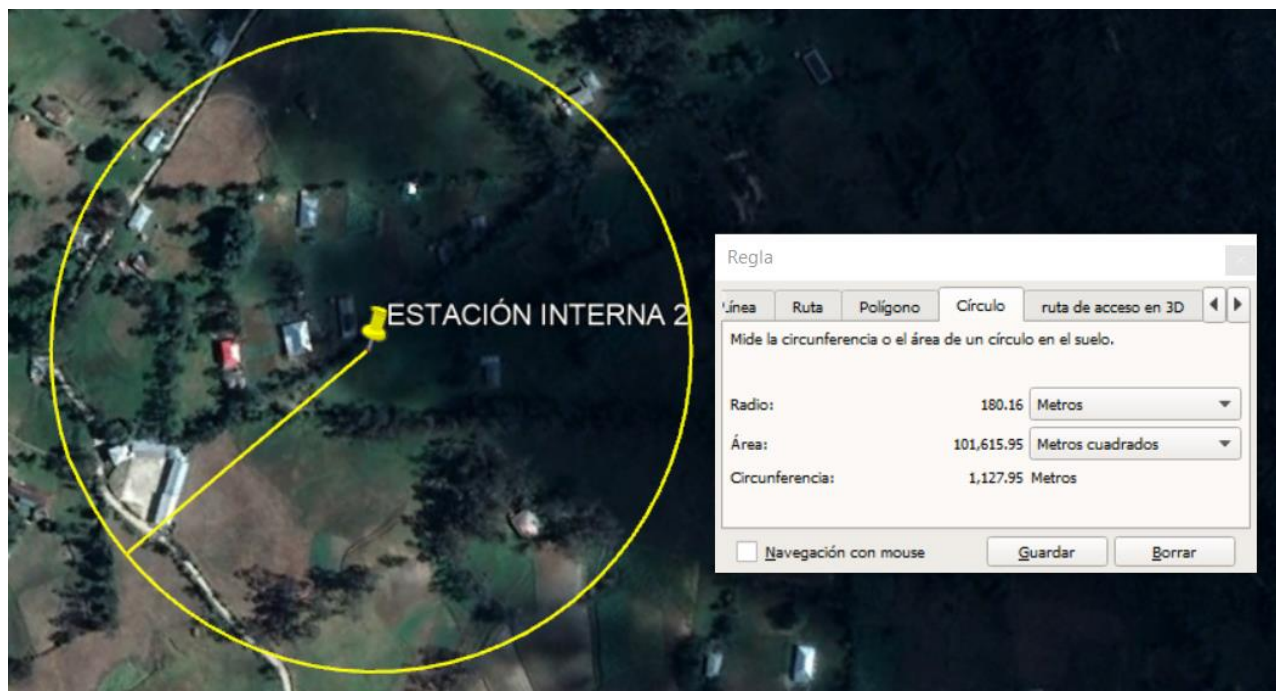 ESTACIÓN INTERNA 2
Regla
Línea Ruta Polígono Círculo ruta de acceso en 3D
Mide la circunferencia o el área de un círculo en el suelo.
Radio: 180.16 Metros
Área: 101,615.95 Metros cuadrados
Circunferencia: 1,127.95 Metros
Navegación con mouse Guardar Borrar